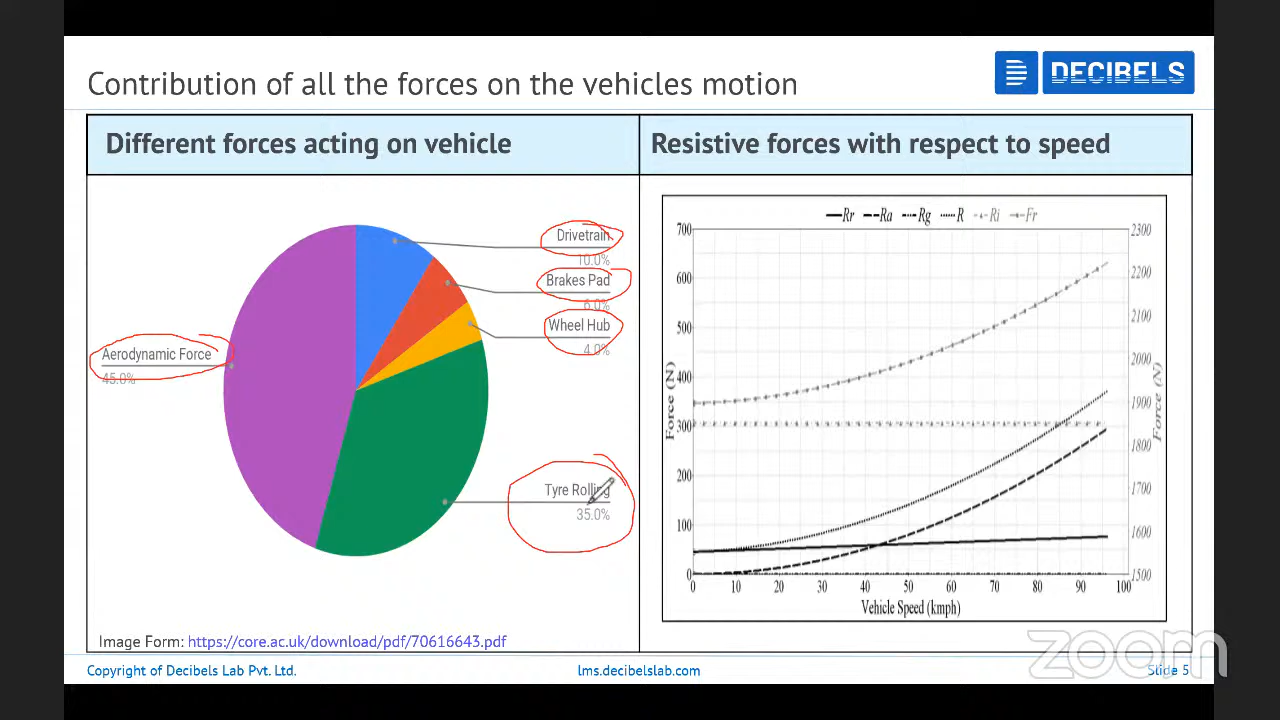 Contribution of all the forces on the vehicles motion
DECIBELS
Different forces acting on vehicle
Drivetrain
10.0%
Brakes Pad
6.0%
Wheel Hub
4.0%
Aerodynamic Force
45.0%
Tyre Rolling
35.0%
Image Form: https://core.ac.uk/download/pdf/70616643.pdf
Resistive forces with respect to speed
Rr Ra Rg R Ri Fr
700
600
500
400
300
200
100
0
Force (N)
2300
2200
2100
2000
1900
1800
1700
1600
1500
Force (N)
0 10 20 30 40 50 60 70 80 90 100
Vehicle Speed (kmph)
zoom
Copyright of Decibels Lab Pvt. Ltd.
lms.decibelslab.com
Slide 5